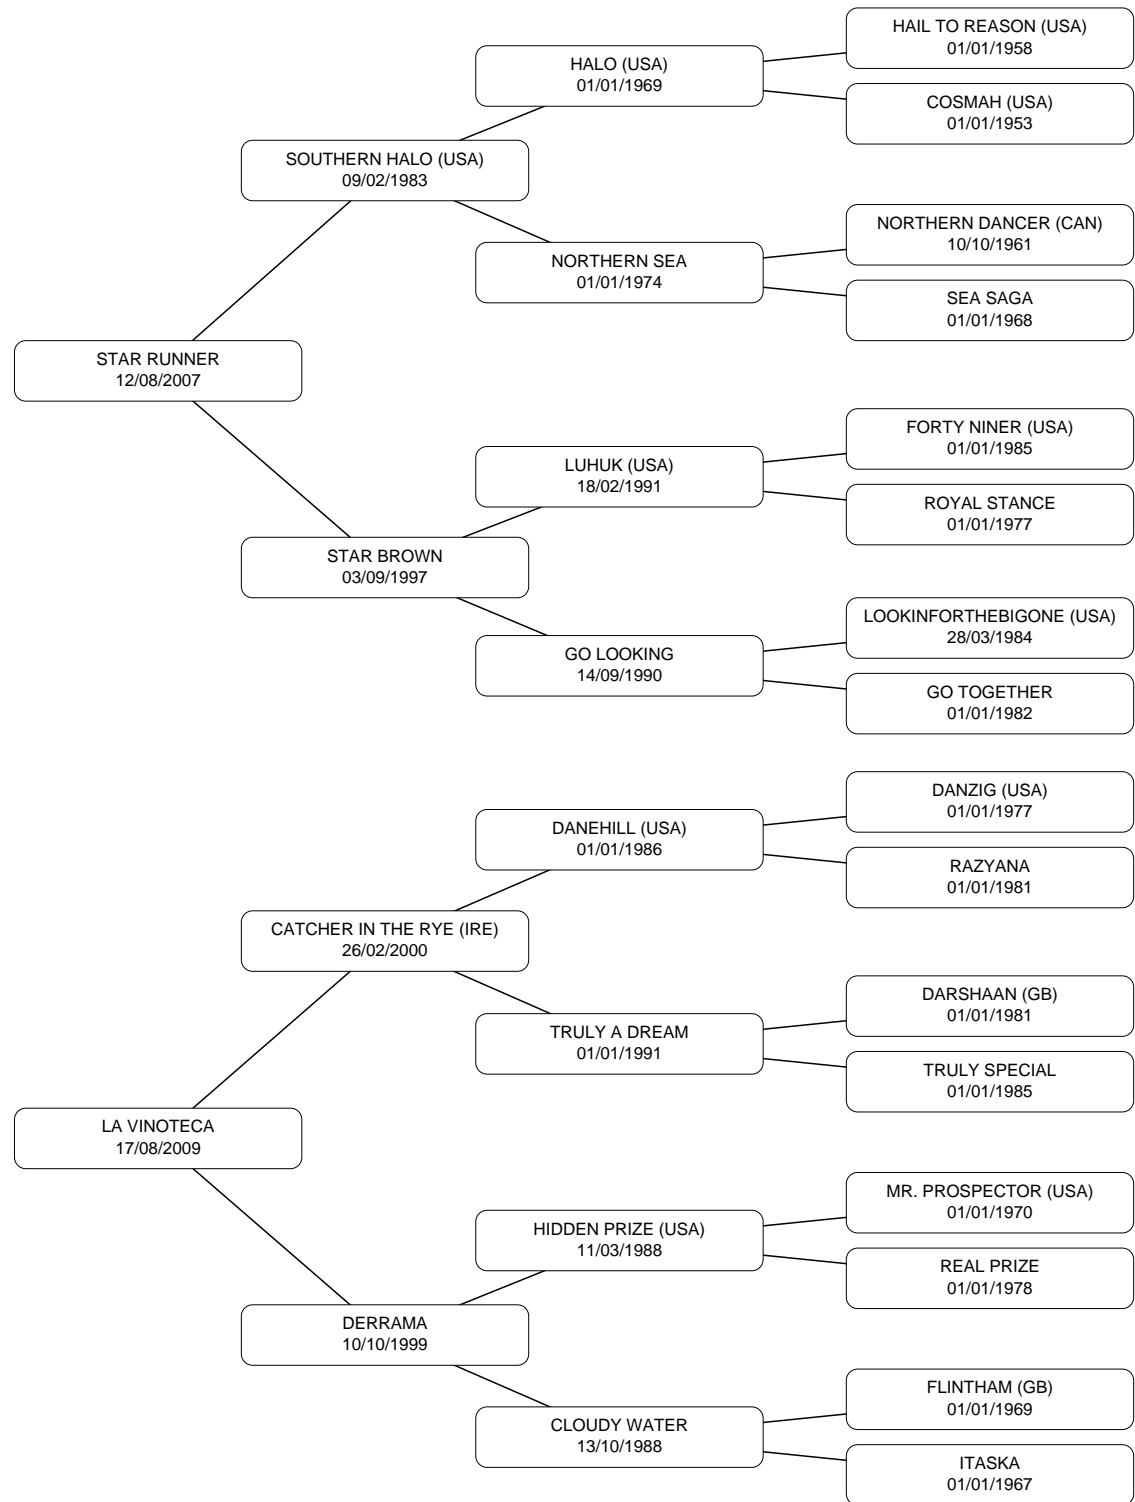 HAIL TO REASON (USA)
01/01/1958
HALO (USA)
01/01/1969
COSMAH (USA)
01/01/1953
SOUTHERN HALO (USA)
09/02/1983
NORTHERN DANCER (CAN)
10/10/1961
NORTHERN SEA
01/01/1974
SEA SAGA
01/01/1968
STAR RUNNER
12/08/2007
FORTY NINER (USA)
01/01/1985
LUHUK (USA)
18/02/1991
ROYAL STANCE
01/01/1977
STAR BROWN
03/09/1997
LOOKINFORTHEBIGONE (USA)
28/03/1984
GO LOOKING
14/09/1990
GO TOGETHER
01/01/1982
DANZIG (USA)
01/01/1977
DANEHILL (USA)
01/01/1986
RAZYANA
01/01/1981
CATCHER IN THE RYE (IRE)
26/02/2000
DARSHAAN (GB)
01/01/1981
TRULY A DREAM
01/01/1991
TRULY SPECIAL
01/01/1985
LA VINOTECA
17/08/2009
MR. PROSPECTOR (USA)
01/01/1970
HIDDEN PRIZE (USA)
11/03/1988
REAL PRIZE
01/01/1978
DERRAMA
10/10/1999
FLINTHAM (GB)
01/01/1969
CLOUDY WATER
13/10/1988
ITASKA
01/01/1967